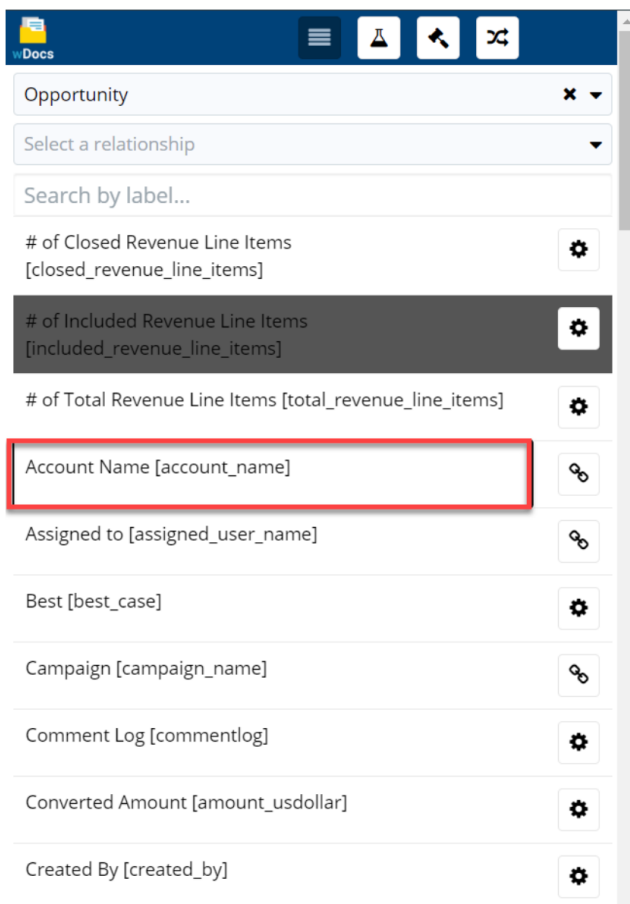 wDocs
Opportunity
Select a relationship
Search by label...
# of Closed Revenue Line Items
[closed_revenue_line_items]
# of Included Revenue Line Items
[included_revenue_line_items]
# of Total Revenue Line Items [total_revenue_line_items]
Account Name [account_name]
Assigned to [assigned_user_name]
Best [best_case]
Campaign [campaign_name]
Comment Log [commentlog]
Converted Amount [amount_usdollar]
Created By [created_by]